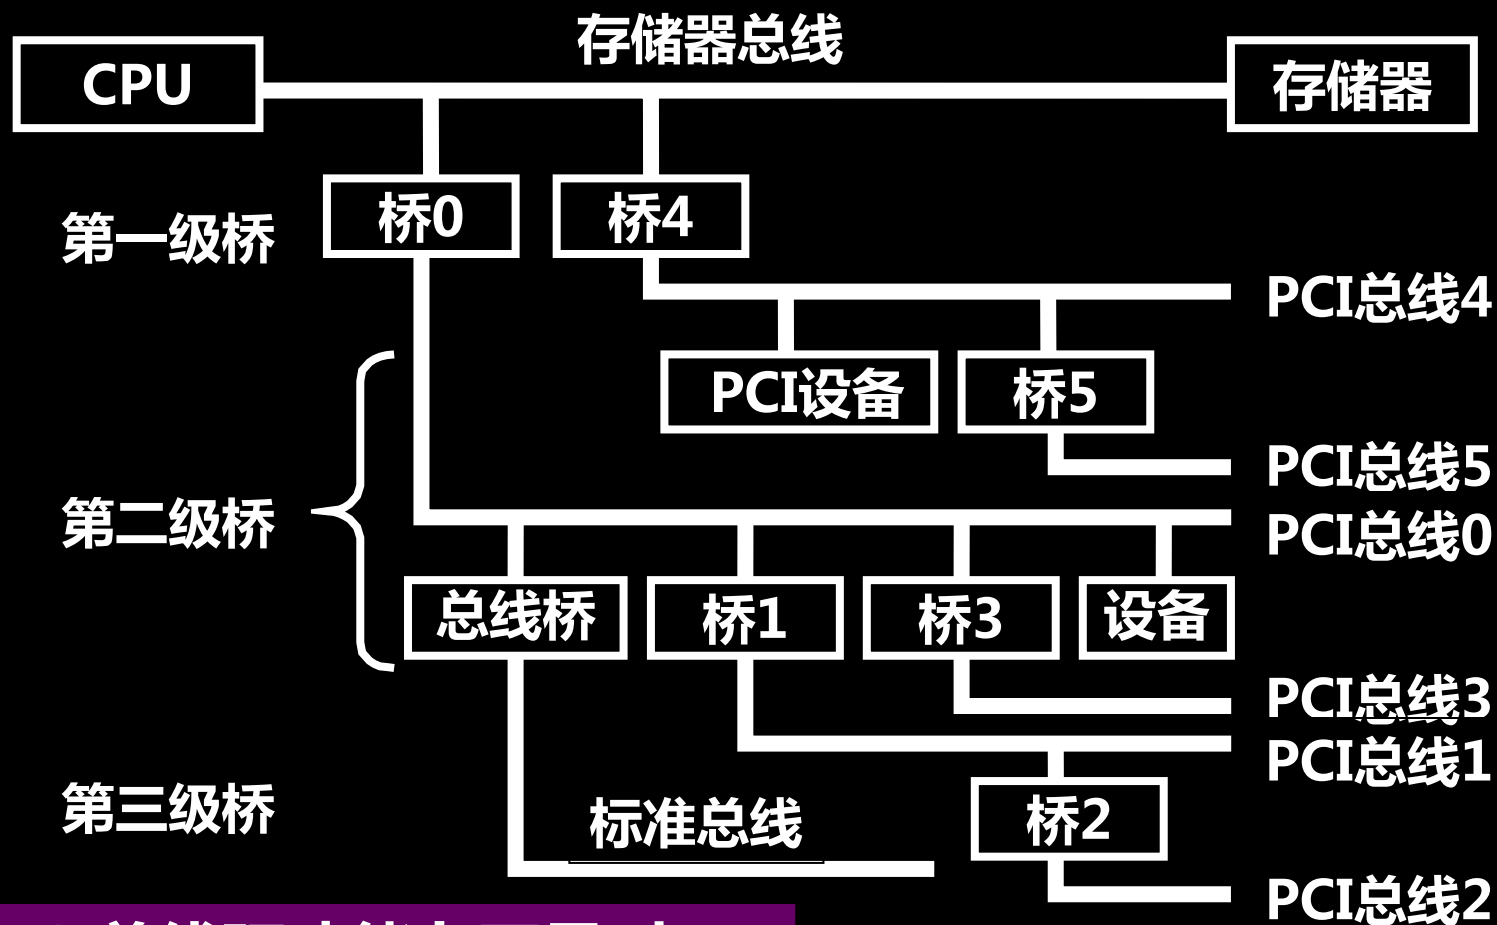 存储器总线
CPU
存储器
桥0
桥4
第一级桥
PCI总线4
PCI设备
桥5
PCI总线5
第二级桥
PCI总线0
总线桥
桥1
桥3
设备
PCI总线3
PCI总线1
第三级桥
标准总线
桥2
PCI总线2